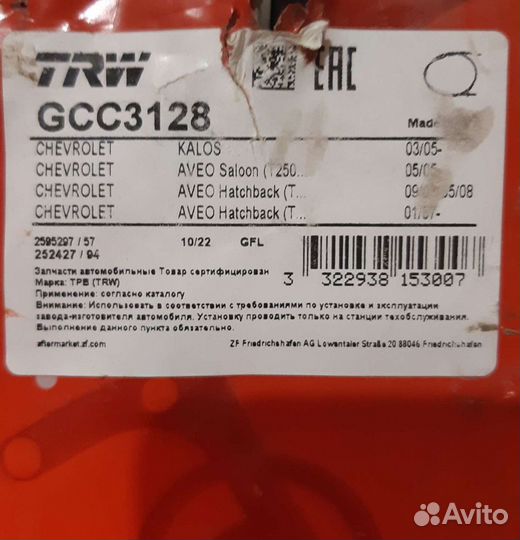 TRW
EAC
GCC3128
Made
CHEVROLET KALOS 03/05-
CHEVROLET AVEO Saloon (T250... 05/05
CHEVROLET AVEO Hatchback (T... 05/08
CHEVROLET AVEO Hatchback (T...
2595297 / 57 10/22 GFL
252427 / 94
Запчасти автомобильные Товар сертифицирован
Марка: ТРВ (TRW)
Применение: согласно каталогу
Внимание: Использовать в соответствии с требованиями по установке и эксплуатации
завода-изготовителя автомобиля. Установку проводить только на станции техобслуживания.
Выполнение данного пункта обязательно.
3 322938 153007
aftermarket.zf.com ZF Friedrichshafen AG Lowentaler Straße 20 88046 Friedrichshafen
Avito